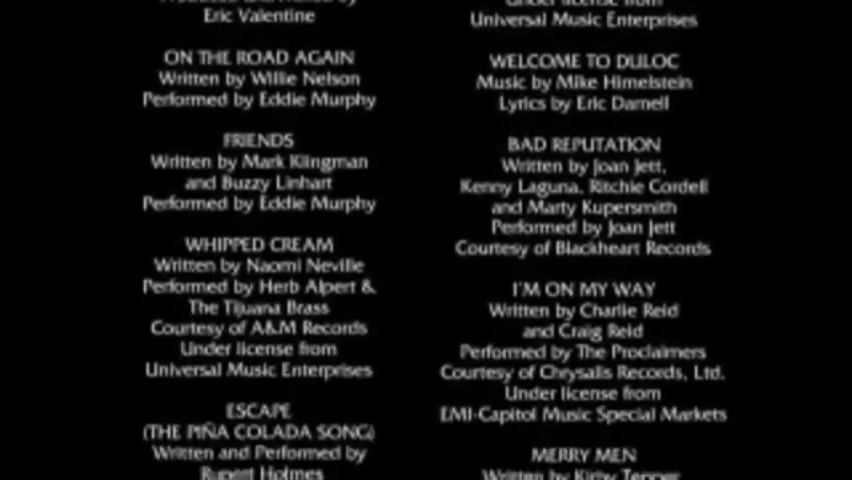 Eric Valentine
ON THE ROAD AGAIN
Written by Willie Nelson
Performed by Eddie Murphy
FRIENDS
Written by Mark Klingman
and Buzzy Linhart
Performed by Eddie Murphy
WHIPPED CREAM
Written by Naomi Neville
Performed by Herb Alpert &
The Tijuana Brass
Courtesy of A&M Records
Under license from
Universal Music Enterprises
ESCAPE
(THE PIÑA COLADA SONG)
Written and Performed by
Rupert Holmes
Under license from
Universal Music Enterprises
WELCOME TO DULOC
Music by Mike Himelstein
Lyrics by Eric Darnell
BAD REPUTATION
Written by Joan Jett,
Kenny Laguna, Ritchie Cordell
and Marty Kupersmith
Performed by Joan Jett
Courtesy of Blackheart Records
I'M ON MY WAY
Written by Charlie Reid
and Craig Reid
Performed by The Proclaimers
Courtesy of Chrysalis Records, Ltd.
Under license from
EMI-Capitol Music Special Markets
MERRY MEN
Written by Kirby Tepper